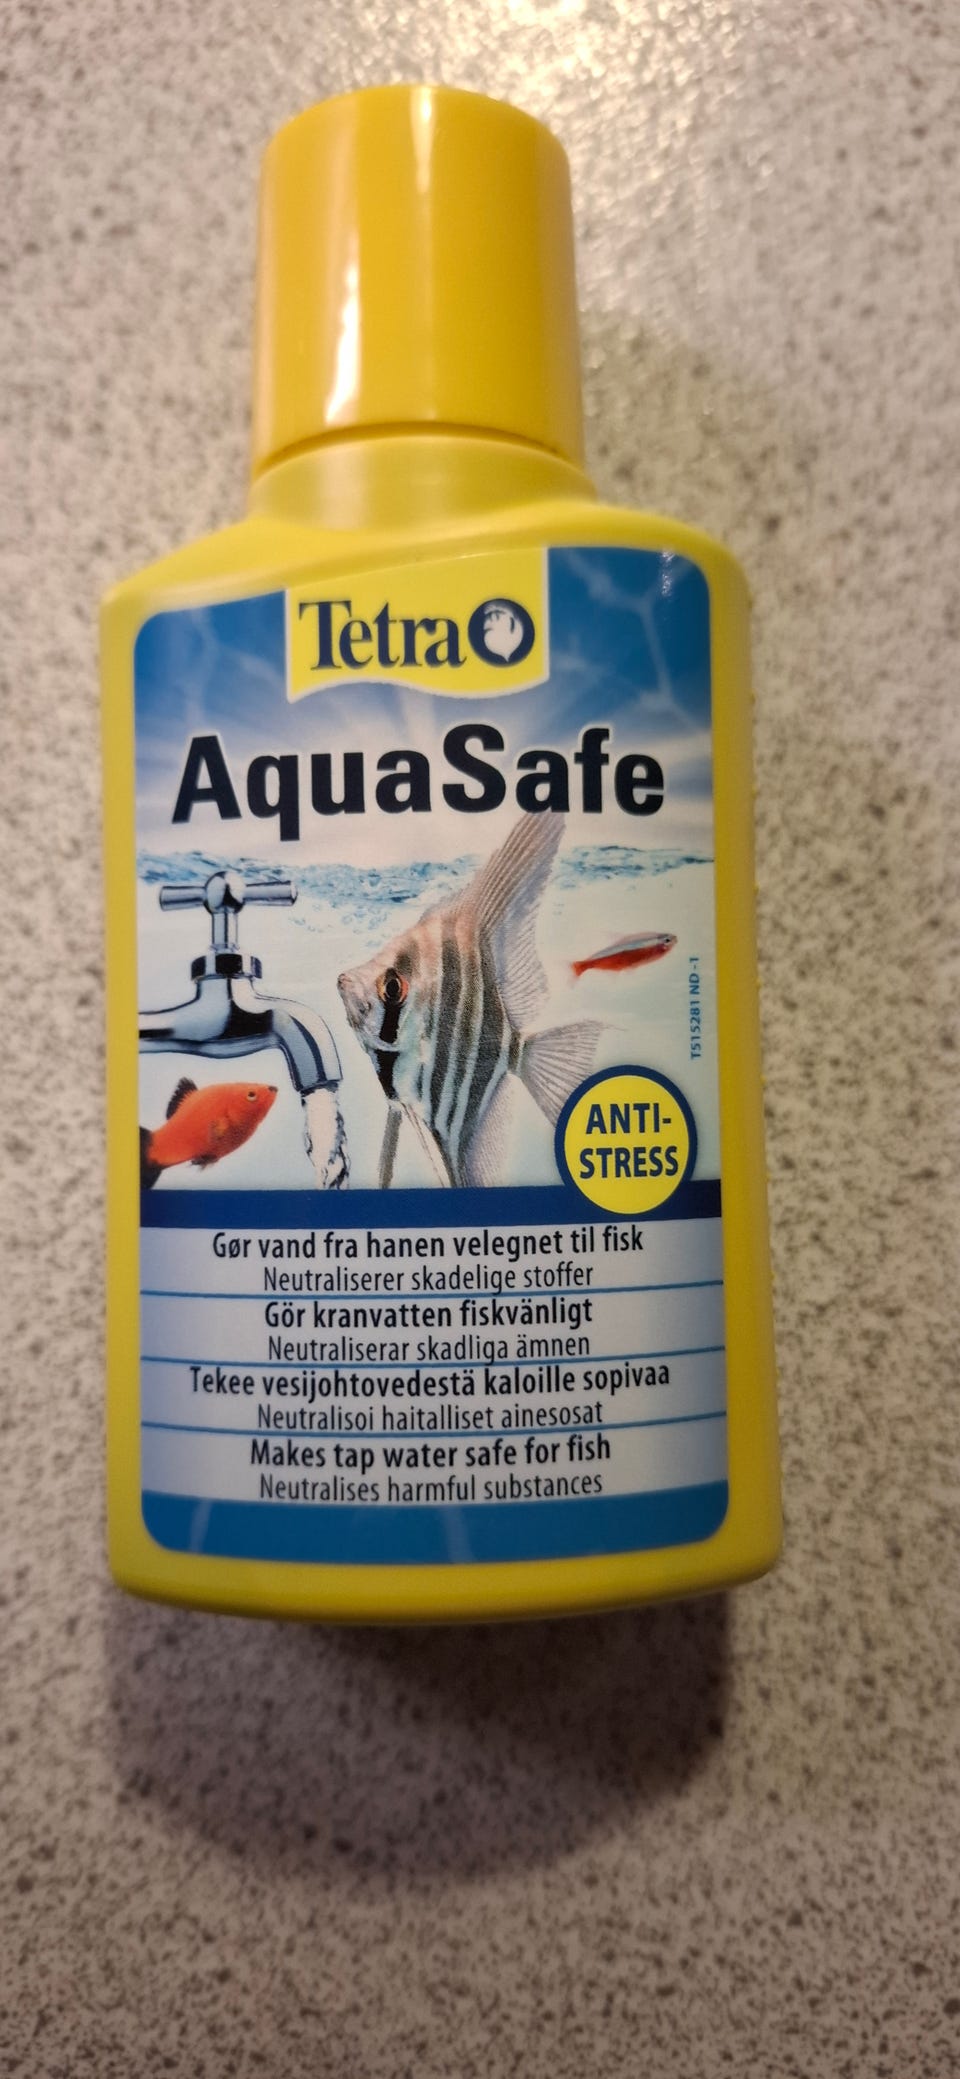 Tetra
AquaSafe
T515281 ND -1
ANTI-
STRESS
Gør vand fra hanen velegnet til fisk
Neutraliserer skadelige stoffer
Gör kranvatten fiskvänligt
Neutraliserar skadliga ämnen
Tekee vesijohtovedestä kaloille sopivaa
Neutralisoi haitalliset ainesosat
Makes tap water safe for fish
Neutralises harmful substances